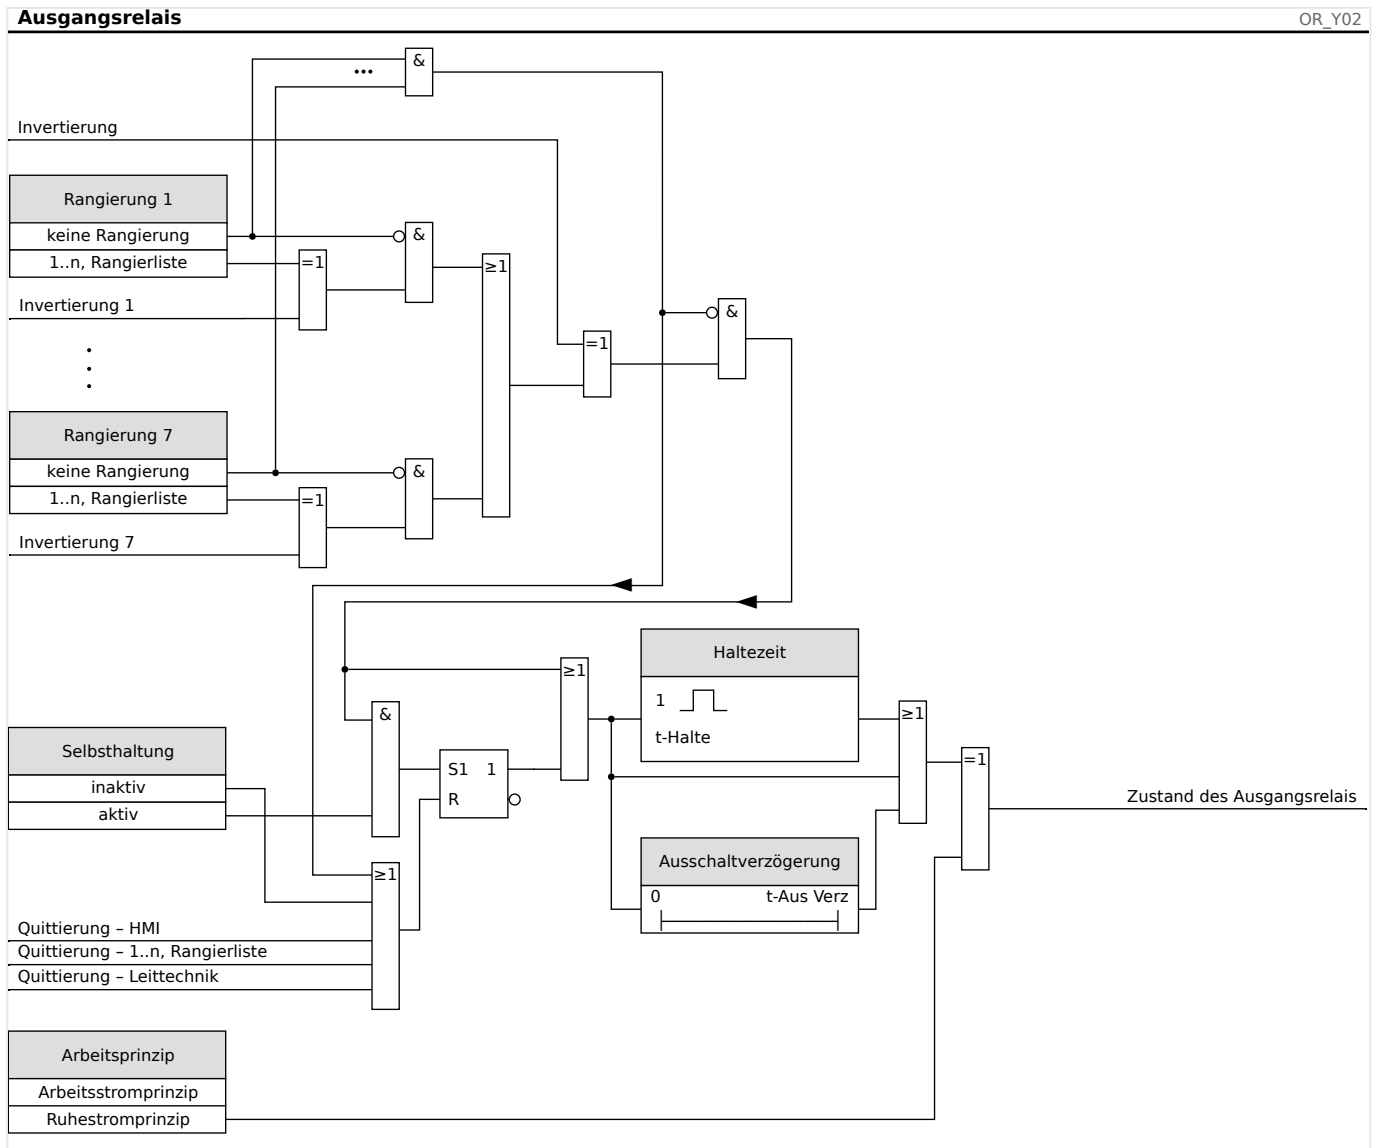 Ausgangsrelais
OR_Y02
&
...
Invertierung
Rangierung 1
keine Rangierung
&
1..n, Rangierliste
=1
≥1
Invertierung 1
&
=1
Rangierung 7
keine Rangierung
&
1..n, Rangierliste
=1
Invertierung 7
Haltezeit
≥1
1
t-Halte
&
≥1
Selbsthaltung
inaktiv
aktiv
S1 1
R
=1
Zustand des Ausgangsrelais
Ausschaltverzögerung
0 t-Aus Verz
≥1
Quittierung – HMI
Quittierung – 1..n, Rangierliste
Quittierung – Leittechnik
Arbeitsprinzip
Arbeitsstromprinzip
Ruhestromprinzip